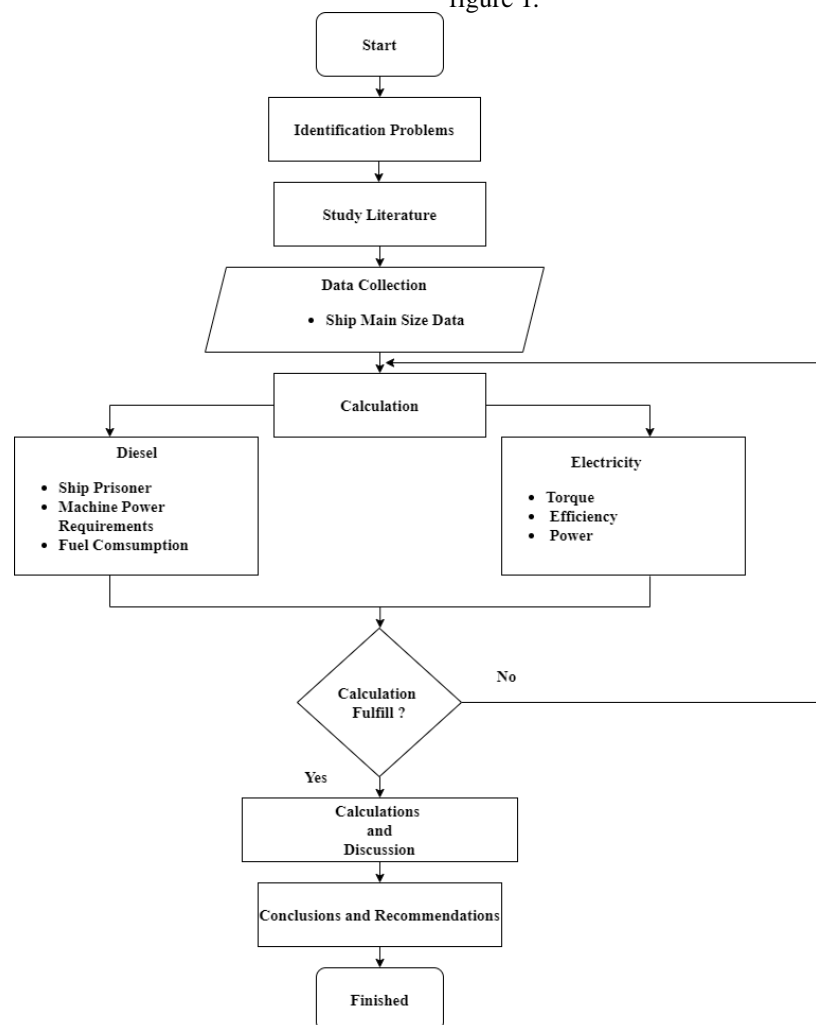 figure 1.
Start
Identification Problems
Study Literature
Data Collection
• Ship Main Size Data
Calculation
Diesel
• Ship Prisoner
• Machine Power
Requirements
• Fuel Comsumption
Electricity
• Torque
• Efficiency
• Power
Calculation
Fulfill ?
No
Yes
Calculations
and
Discussion
Conclusions and Recommendations
Finished